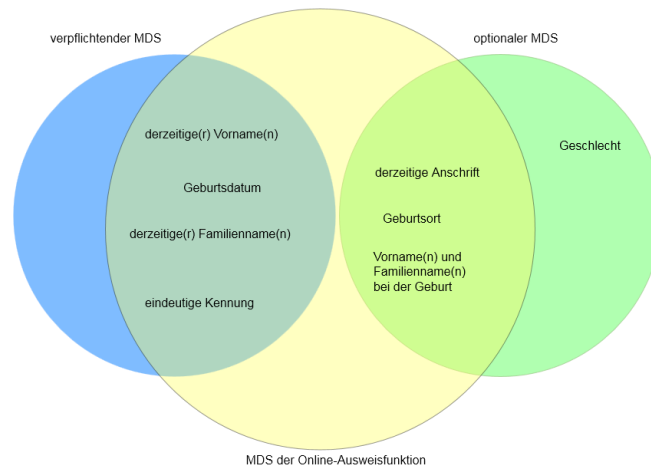 verpflichtender MDS
optionaler MDS
derzeitige(r) Vorname(n)
Geburtsdatum
derzeitige(r) Familienname(n)
eindeutige Kennung
derzeitige Anschrift
Geburtsort
Vorname(n) und
Familienname(n)
bei der Geburt
Geschlecht
MDS der Online-Ausweisfunktion